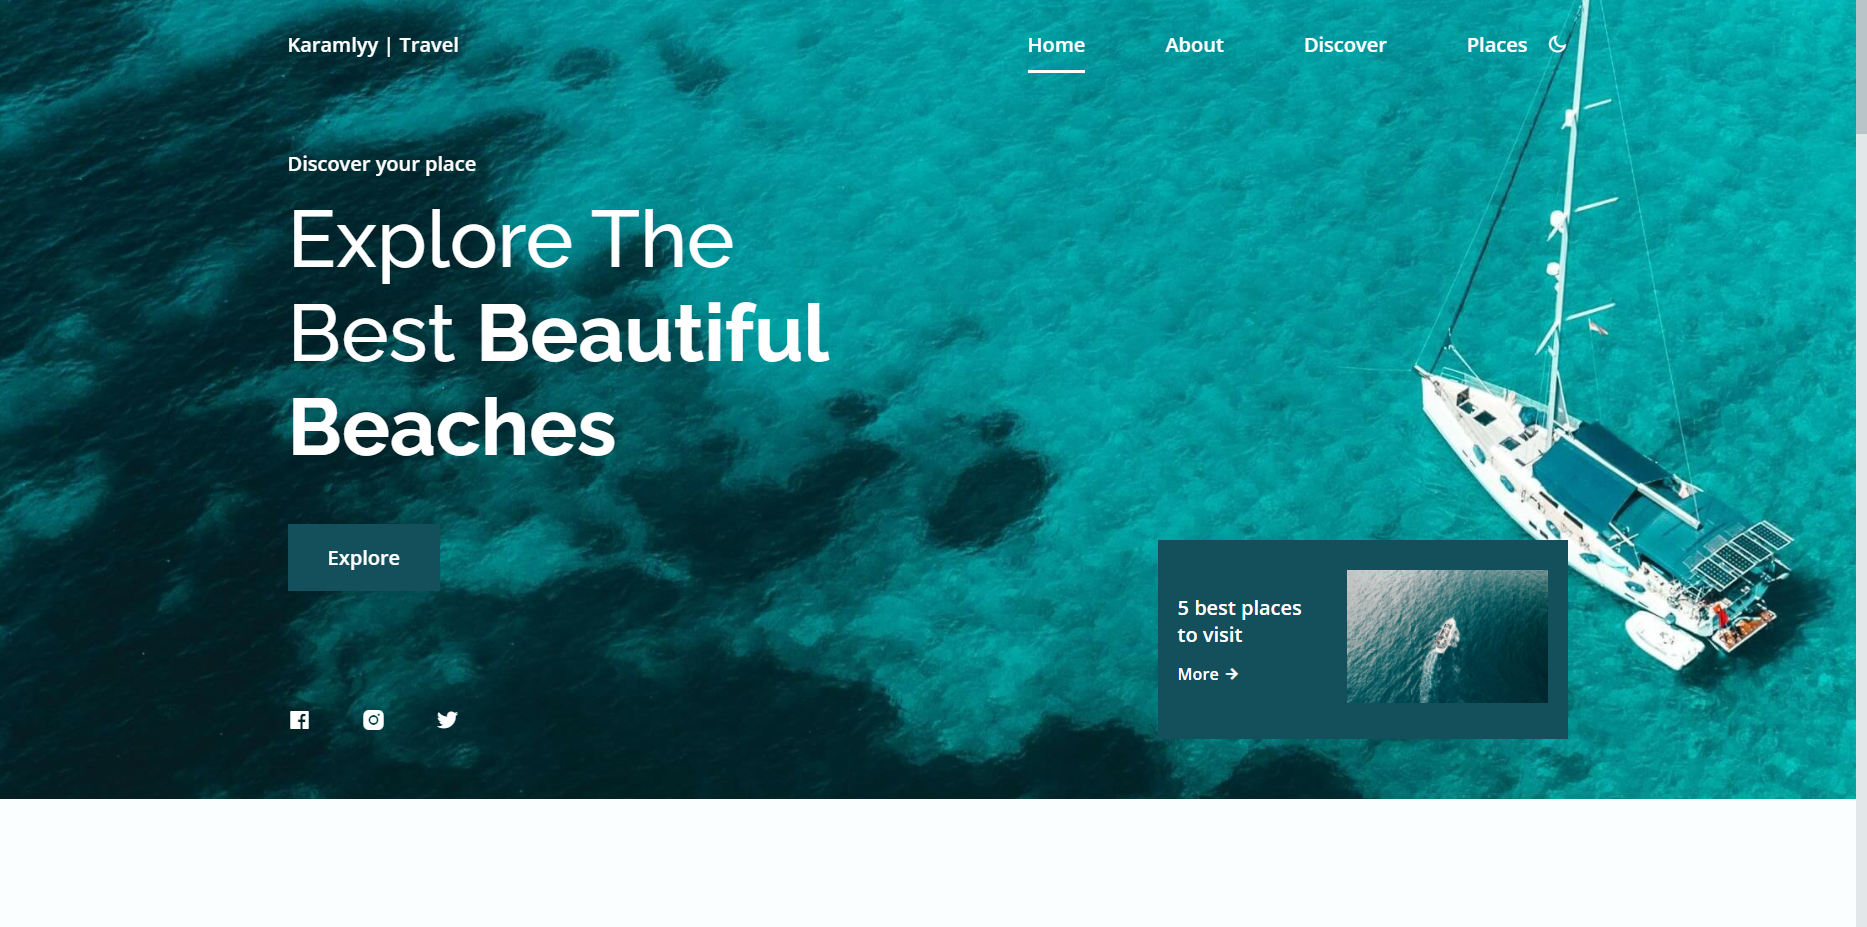 Karamlyy | Travel
Home
About
Discover
Places
Discover your place
Explore The
Best Beautiful
Beaches
Explore
5 best places
to visit
More →